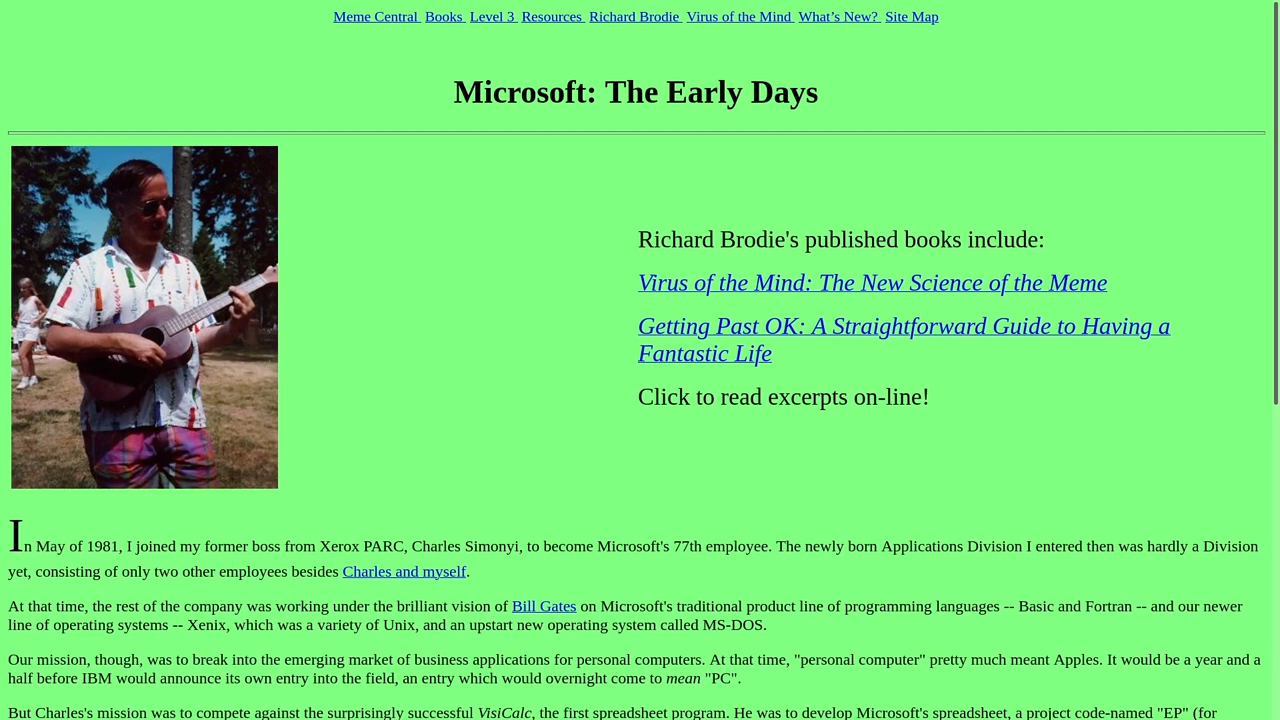 Meme Central  Books  Level 3  Resources  Richard Brodie  Virus of the Mind  What’s New?  Site Map
Microsoft: The Early Days
Richard Brodie's published books include:
Virus of the Mind: The New Science of the Meme
Getting Past OK: A Straightforward Guide to Having a
Fantastic Life
Click to read excerpts on-line!
In May of 1981, I joined my former boss from Xerox PARC, Charles Simonyi, to become Microsoft's 77th employee. The newly born Applications Division I entered then was hardly a Division
yet, consisting of only two other employees besides Charles and myself.
At that time, the rest of the company was working under the brilliant vision of Bill Gates on Microsoft's traditional product line of programming languages -- Basic and Fortran -- and our newer
line of operating systems -- Xenix, which was a variety of Unix, and an upstart new operating system called MS-DOS.
Our mission, though, was to break into the emerging market of business applications for personal computers. At that time, "personal computer" pretty much meant Apples. It would be a year and a
half before IBM would announce its own entry into the field, an entry which would overnight come to mean "PC".
But Charles's mission was to compete against the surprisingly successful VisiCalc, the first spreadsheet program. He was to develop Microsoft's spreadsheet, a project code-named "EP" (for